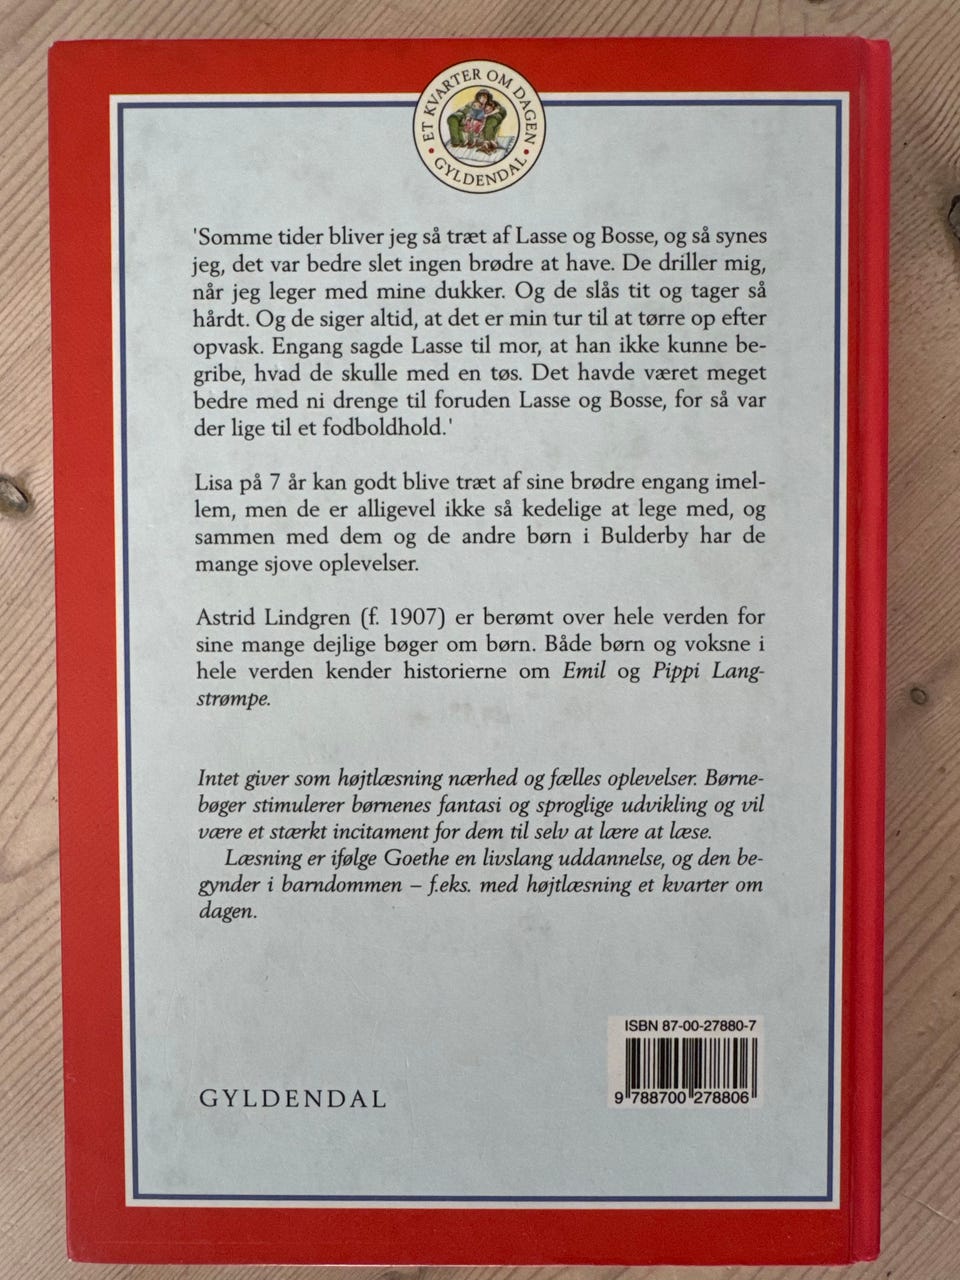 ET KVARTER OM DAGEN
• GYLDENDAL •
'Somme tider bliver jeg så træt af Lasse og Bosse, og så synes
jeg, det var bedre slet ingen brødre at have. De driller mig,
når jeg leger med mine dukker. Og de slås tit og tager så
hårdt. Og de siger altid, at det er min tur til at tørre op efter
opvask. Engang sagde Lasse til mor, at han ikke kunne be-
gribe, hvad de skulle med en tøs. Det havde været meget
bedre med ni drenge til foruden Lasse og Bosse, for så var
der lige til et fodboldhold.'
Lisa på 7 år kan godt blive træt af sine brødre engang imel-
lem, men de er alligevel ikke så kedelige at lege med, og
sammen med dem og de andre børn i Bulderby har de
mange sjove oplevelser.
Astrid Lindgren (f. 1907) er berømt over hele verden for
sine mange dejlige bøger om børn. Både børn og voksne i
hele verden kender historierne om Emil og Pippi Lang-
strømpe.
Intet giver som højtlæsning nærhed og fælles oplevelser. Børne-
bøger stimulerer børnenes fantasi og sproglige udvikling og vil
være et stærkt incitament for dem til selv at lære at læse.
Læsning er ifølge Goethe en livslang uddannelse, og den be-
gynder i barndommen – f.eks. med højtlæsning et kvarter om
dagen.
ISBN 87-00-27880-7
9 788700 278806
GYLDENDAL